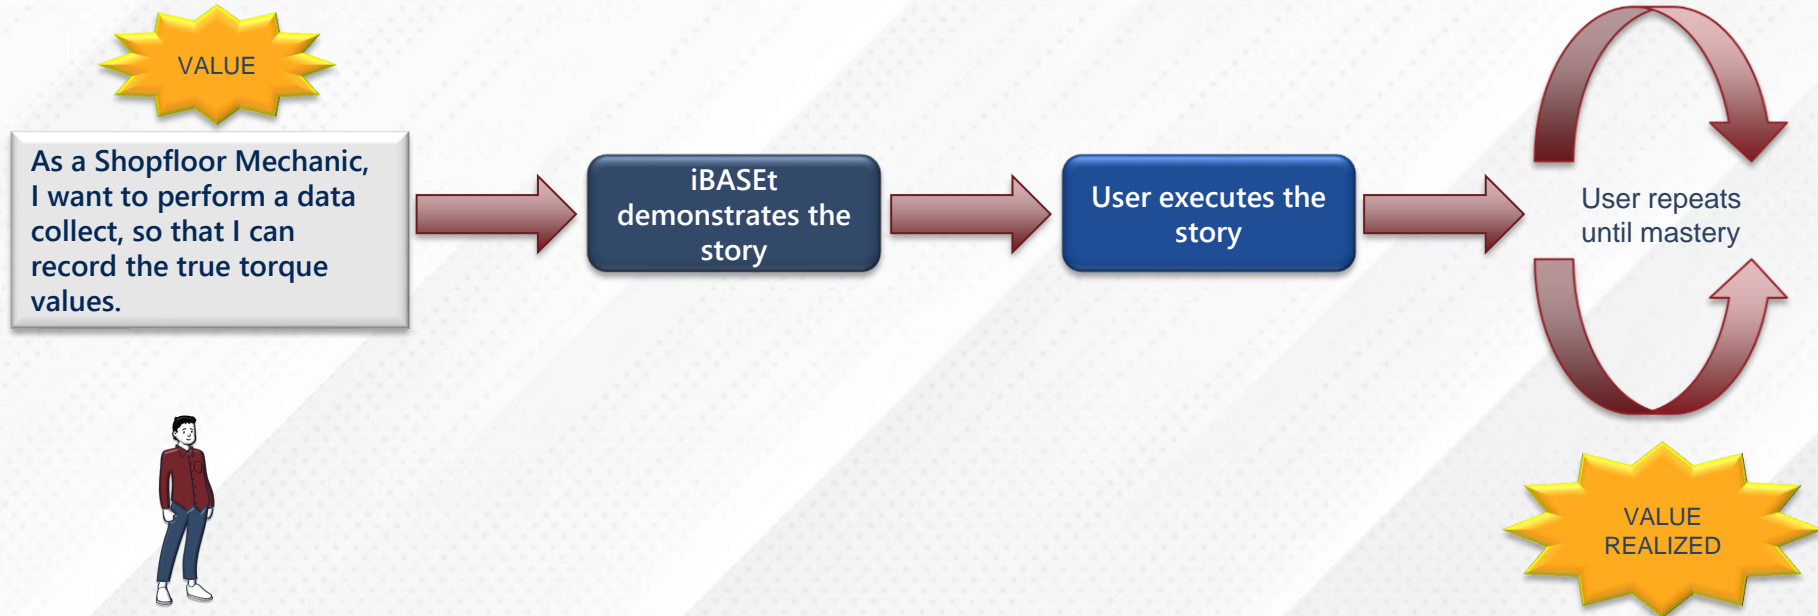 VALUE
As a Shopfloor Mechanic,
I want to perform a data
collect, so that I can
record the true torque
values.
iBASEt
demonstrates the
story
User executes the
story
User repeats
until mastery
VALUE
REALIZED